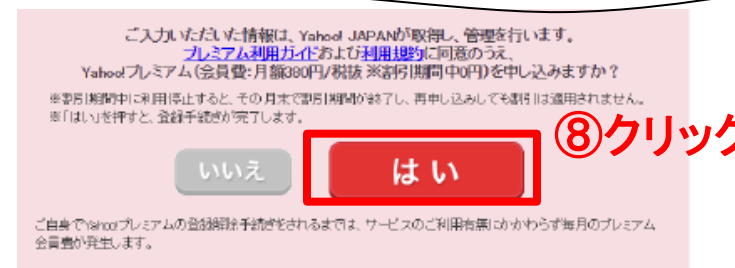 ご入力いただいた情報は、Yahoo! JAPANが取得し、管理を行います。
プレミアム利用ガイドおよび利用規約に同意のうえ、
Yahoo!プレミアム(会員費:月額380円/税抜 ※割引期間中0円)を申し込みますか?
※割引期間中に利用停止すると、その月末で割引期間が終了し、再申し込みしても割引は適用されません。
※「はい」を押すと、登録手続きが完了します。
いいえ
はい
⑧クリック
ご自身でYahoo!プレミアムの登録解除手続きをされるまでは、サービスのご利用有無にかかわらず毎月のプレミアム
会員費が発生します。